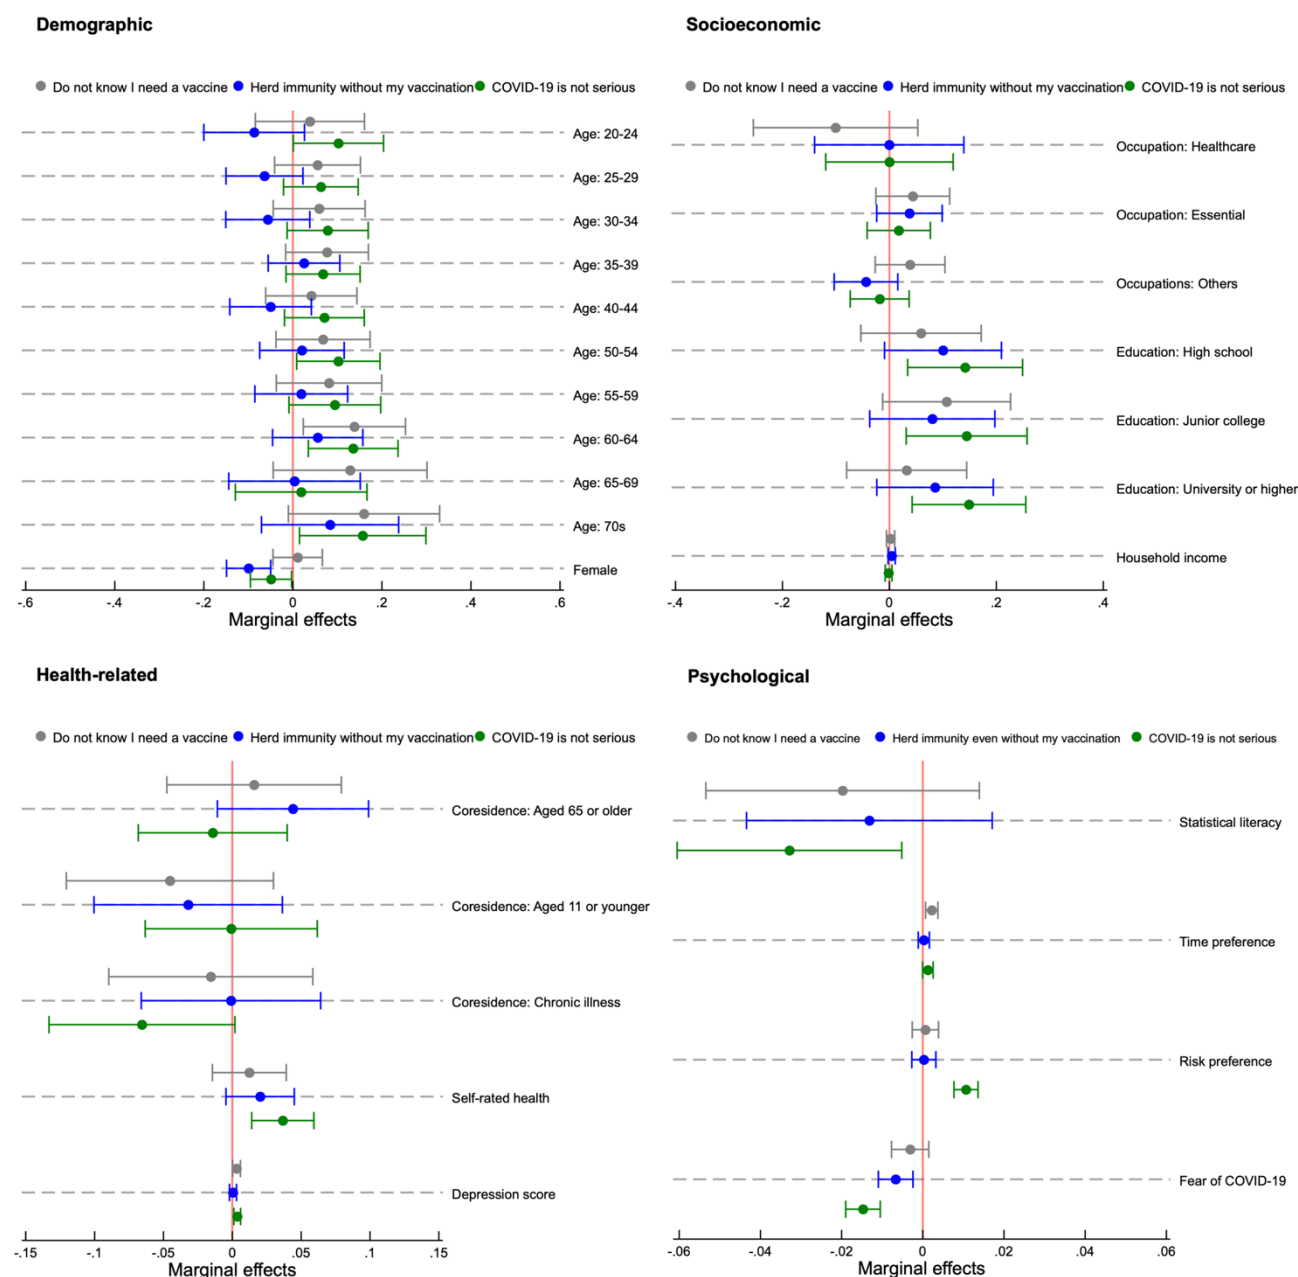 Demographic
Do not know I need a vaccine Herd immunity without my vaccination COVID-19 is not serious
Age: 20-24
Age: 25-29
Age: 30-34
Age: 35-39
Age: 40-44
Age: 50-54
Age: 55-59
Age: 60-64
Age: 65-69
Age: 70s
Female
-.6 -.4 -.2 0 .2 .4 .6
Marginal effects
Socioeconomic
Do not know I need a vaccine Herd immunity without my vaccination COVID-19 is not serious
Occupation: Healthcare
Occupation: Essential
Occupations: Others
Education: High school
Education: Junior college
Education: University or higher
Household income
-.4 -.2 0 .2 .4
Marginal effects
Health-related
Do not know I need a vaccine Herd immunity without my vaccination COVID-19 is not serious
Coresidence: Aged 65 or older
Coresidence: Aged 11 or younger
Coresidence: Chronic illness
Self-rated health
Depression score
-.15 -.1 -.05 0 .05 .1 .15
Marginal effects
Psychological
Do not know I need a vaccine Herd immunity even without my vaccination COVID-19 is not serious
Statistical literacy
Time preference
Risk preference
Fear of COVID-19
-.06 -.04 -.02 0 .02 .04 .06
Marginal effects